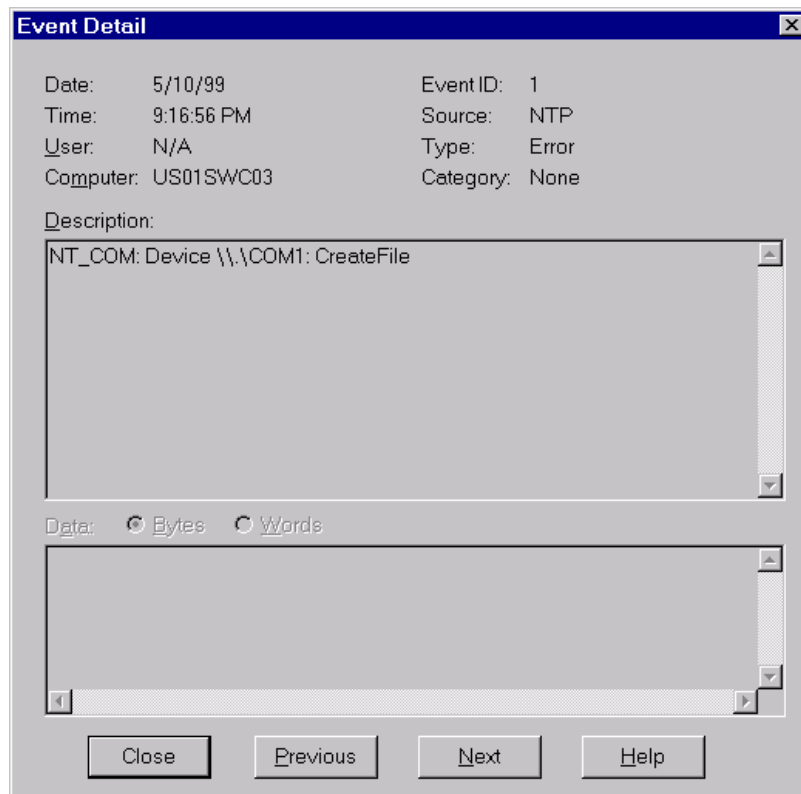 Event Detail
Date: 5/10/99 Event ID: 1
Time: 9:16:56 PM Source: NTP
User: N/A Type: Error
Computer: US01SWC03 Category: None
Description:
NT_COM: Device \\.\COM1: CreateFile
Data: Bytes Words
Close Previous Next Help